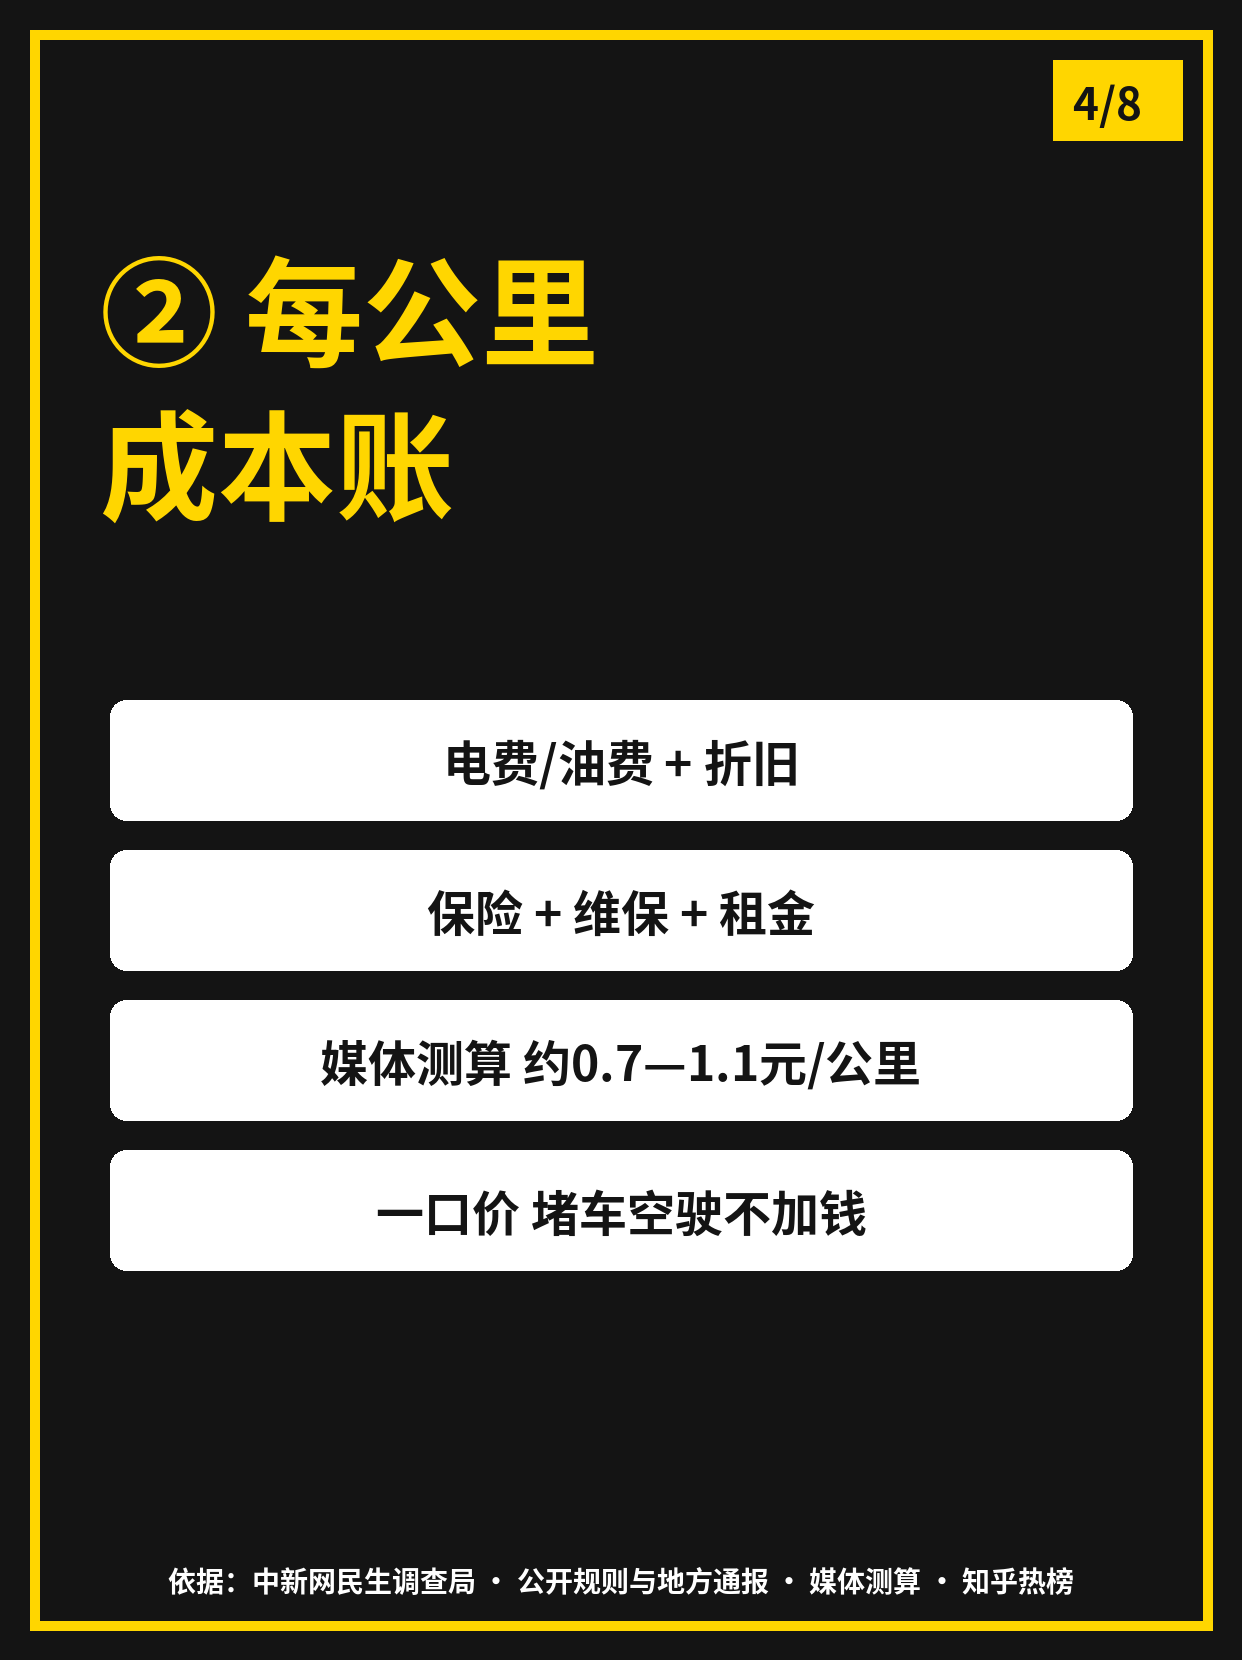 4/8
② 每公里
成本账
电费/油费 + 折旧
保险 + 维保 + 租金
媒体测算 约0.7—1.1元/公里
一口价 堵车空驶不加钱
依据：中新网民生调查局 · 公开规则与地方通报 · 媒体测算 · 知乎热榜